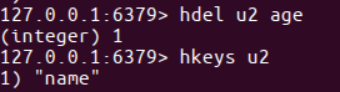 127.0.0.1:6379> hdel u2 age
(integer) 1
127.0.0.1:6379> hkeys u2
1) "name"